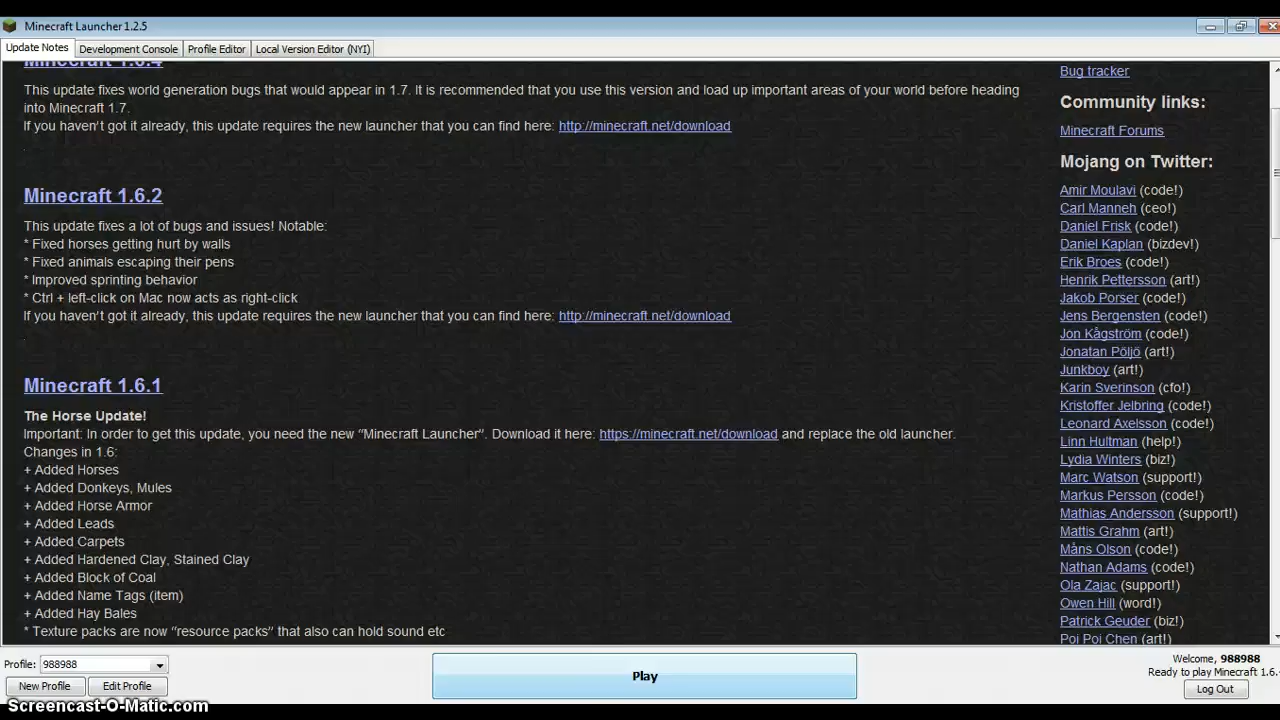 Minecraft Launcher 1.2.5
Update Notes
Development Console
Profile Editor
Local Version Editor (NYI)
Minecraft 1.6.4
This update fixes world generation bugs that would appear in 1.7. It is recommended that you use this version and load up important areas of your world before heading
into Minecraft 1.7.
If you haven't got it already, this update requires the new launcher that you can find here: http://minecraft.net/download
Minecraft 1.6.2
This update fixes a lot of bugs and issues! Notable:
* Fixed horses getting hurt by walls
* Fixed animals escaping their pens
* Improved sprinting behavior
* Ctrl + left-click on Mac now acts as right-click
If you haven't got it already, this update requires the new launcher that you can find here: http://minecraft.net/download
Minecraft 1.6.1
The Horse Update!
Important: In order to get this update, you need the new "Minecraft Launcher". Download it here: https://minecraft.net/download and replace the old launcher.
Changes in 1.6:
+ Added Horses
+ Added Donkeys, Mules
+ Added Horse Armor
+ Added Leads
+ Added Carpets
+ Added Hardened Clay, Stained Clay
+ Added Block of Coal
+ Added Name Tags (item)
+ Added Hay Bales
* Texture packs are now "resource packs" that also can hold sound etc
Bug tracker
Community links:
Minecraft Forums
Mojang on Twitter:
Amir Moulavi (code!)
Carl Manneh (ceo!)
Daniel Frisk (code!)
Daniel Kaplan (bizdev!)
Erik Broes (code!)
Henrik Pettersson (art!)
Jakob Porser (code!)
Jens Bergensten (code!)
Jon Kågström (code!)
Jonatan Pöljö (art!)
Junkboy (art!)
Karin Sverinson (cfo!)
Kristoffer Jelbring (code!)
Leonard Axelsson (code!)
Linn Hultman (help!)
Lydia Winters (biz!)
Marc Watson (support!)
Markus Persson (code!)
Mathias Andersson (support!)
Mattis Grahm (art!)
Måns Olson (code!)
Nathan Adams (code!)
Ola Zajac (support!)
Owen Hill (word!)
Patrick Geuder (biz!)
Poi Poi Chen (art!)
Profile: 988988
New Profile
Edit Profile
Play
Welcome, 988988
Ready to play Minecraft 1.6.
Log Out
Screencast-O-Matic.com